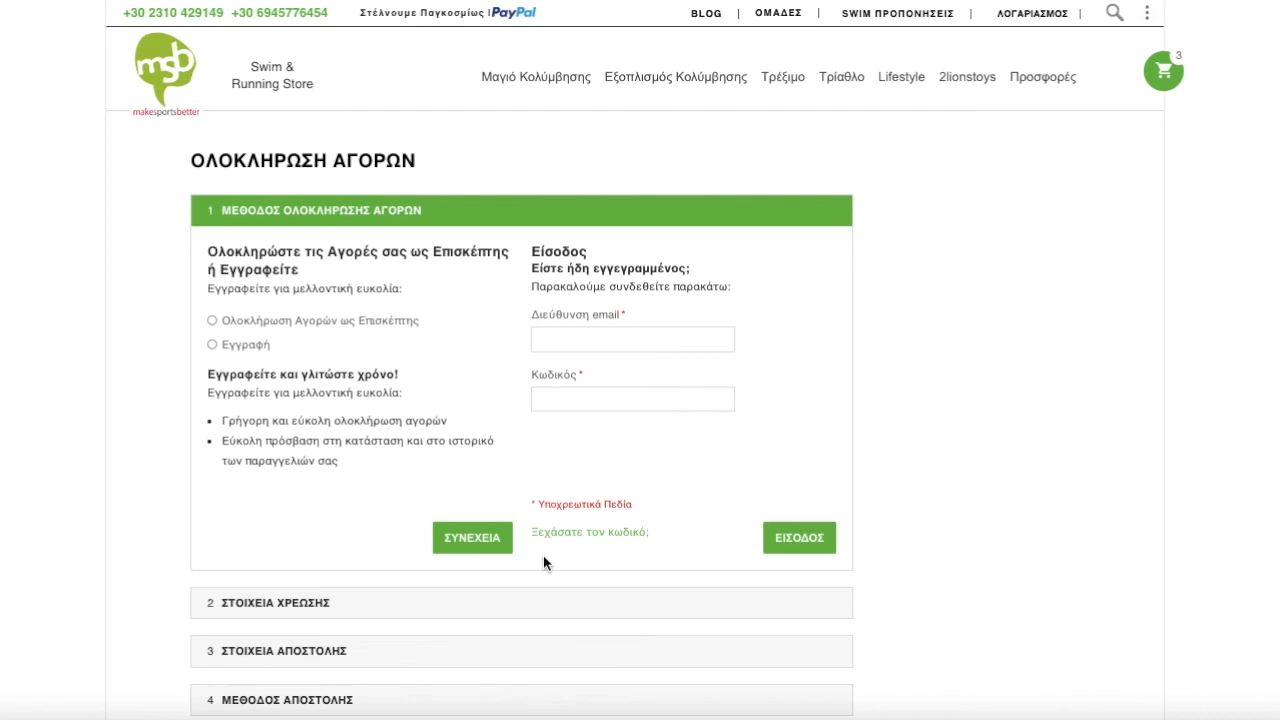 +30 2310 429149 +30 6945776454 Στέλνουμε Παγκοσμίως | PayPal BLOG | ΟΜΑΔΕΣ | SWIM ΠΡΟΠΟΝΗΣΕΙΣ | ΛΟΓΑΡΙΑΣΜΟΣ |
msb
makesportsbetter
Swim &
Running Store
Μαγιό Κολύμβησης Εξοπλισμός Κολύμβησης Τρέξιμο Τρίαθλο Lifestyle 2lionstoys Προσφορές
3
ΟΛΟΚΛΗΡΩΣΗ ΑΓΟΡΩΝ
1 ΜΕΘΟΔΟΣ ΟΛΟΚΛΗΡΩΣΗΣ ΑΓΟΡΩΝ
Ολοκληρώστε τις Αγορές σας ως Επισκέπτης
ή Εγγραφείτε
Εγγραφείτε για μελλοντική ευκολία:
Ολοκλήρωση Αγορών ως Επισκέπτης
Εγγραφή
Εγγραφείτε και γλιτώστε χρόνο!
Εγγραφείτε για μελλοντική ευκολία:
• Γρήγορη και εύκολη ολοκλήρωση αγορών
• Εύκολη πρόσβαση στη κατάσταση και στο ιστορικό
των παραγγελιών σας
ΣΥΝΕΧΕΙΑ
Είσοδος
Είστε ήδη εγγεγραμμένος;
Παρακαλούμε συνδεθείτε παρακάτω:
Διεύθυνση email *
Κωδικός *
* Υποχρεωτικά Πεδία
Ξεχάσατε τον κωδικό;
ΕΙΣΟΔΟΣ
2 ΣΤΟΙΧΕΙΑ ΧΡΕΩΣΗΣ
3 ΣΤΟΙΧΕΙΑ ΑΠΟΣΤΟΛΗΣ
4 ΜΕΘΟΔΟΣ ΑΠΟΣΤΟΛΗΣ